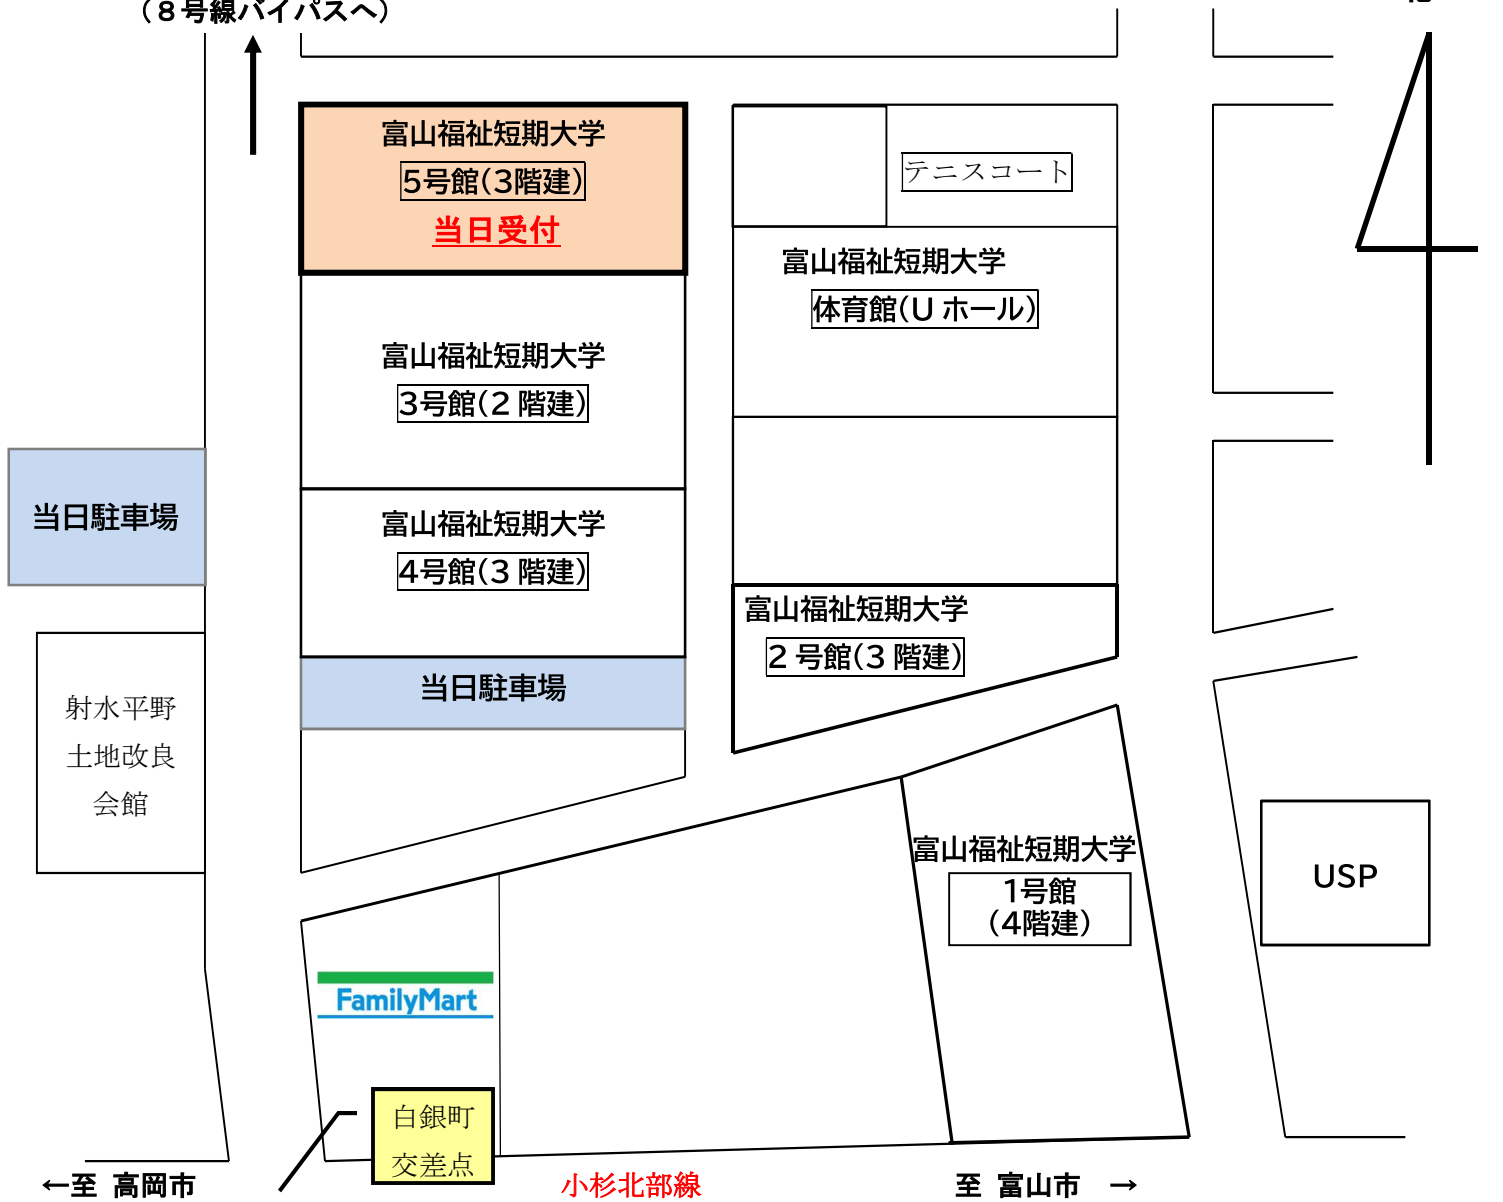 （８号線バイパスへ）
富山福祉短期大学
5号館（3階建）
当日受付
テニスコート
富山福祉短期大学
体育館（U ホール）
富山福祉短期大学
3号館（2 階建）
当日駐車場
富山福祉短期大学
4号館（3 階建）
富山福祉短期大学
2 号館（3 階建）
当日駐車場
射水平野
土地改良
会館
富山福祉短期大学
1号館
（4階建）
USP
FamilyMart
白銀町
交差点
←至 高岡市
小杉北部線
至 富山市 →